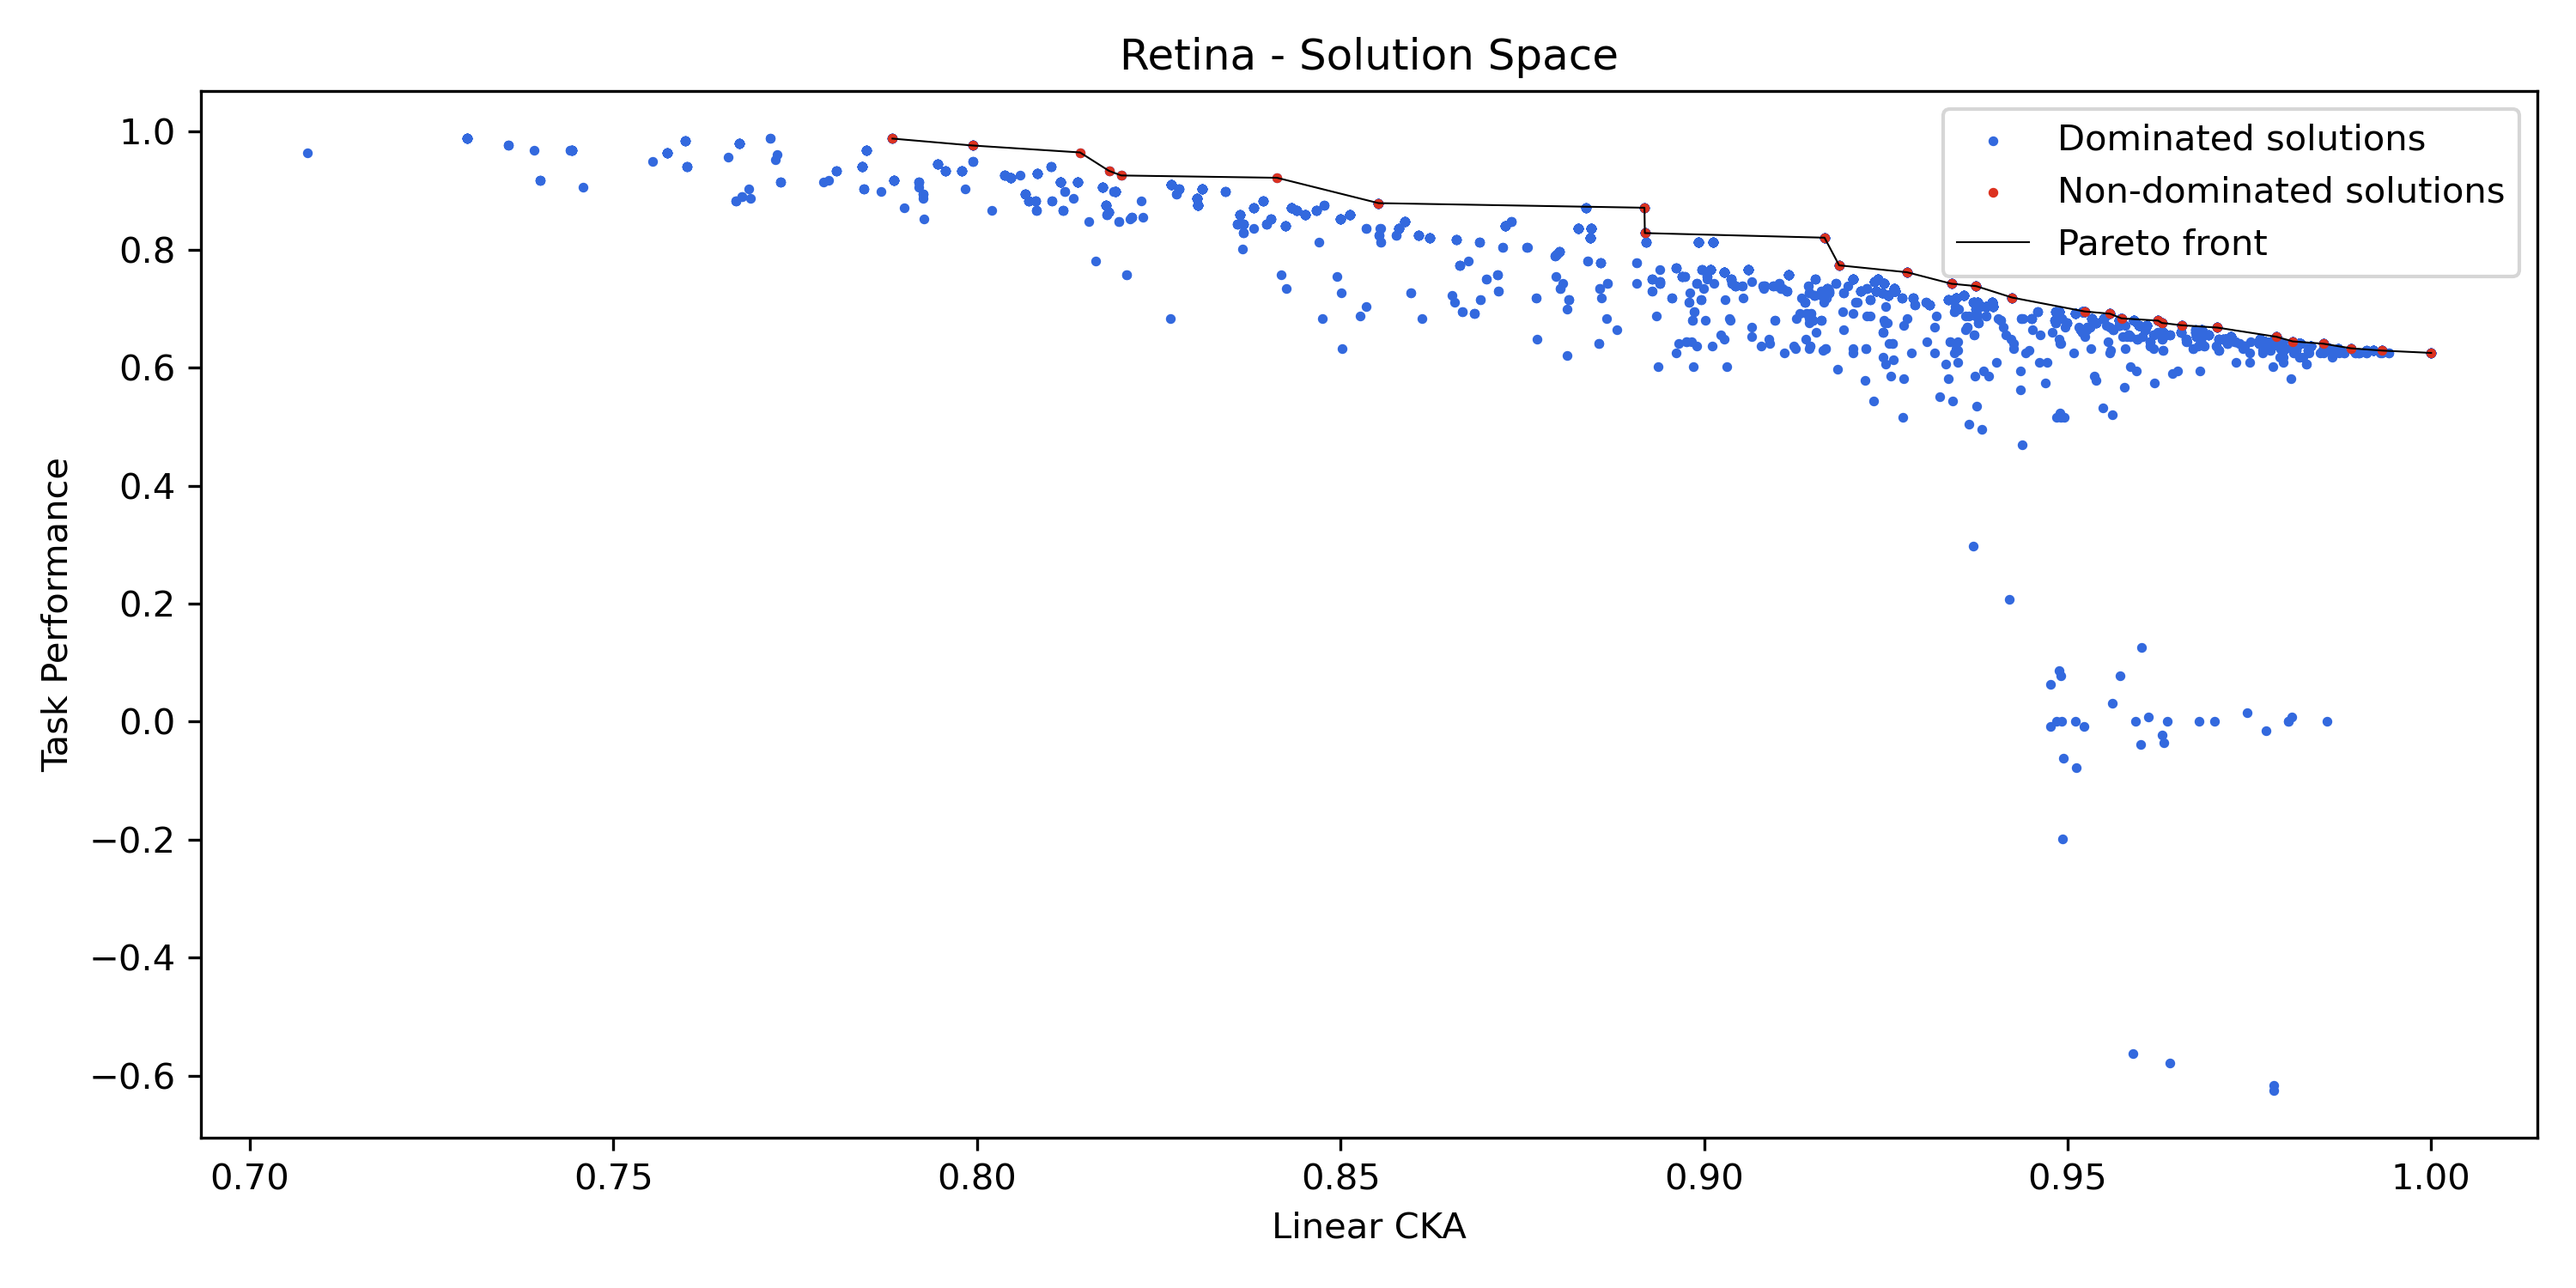 Retina - Solution Space
Dominated solutions
Non-dominated solutions
Pareto front
1.0
0.8
0.6
0.4
0.2
0.0
−0.2
−0.4
−0.6
Task Performance
0.70 0.75 0.80 0.85 0.90 0.95 1.00
Linear CKA